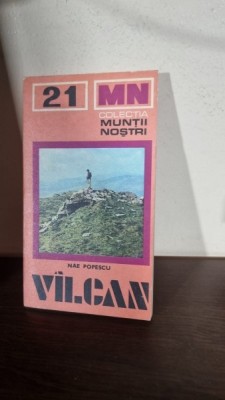 21 MN
COLECȚIA
MUNȚII
NOȘTRI
NAE POPESCU
VÎLCAN